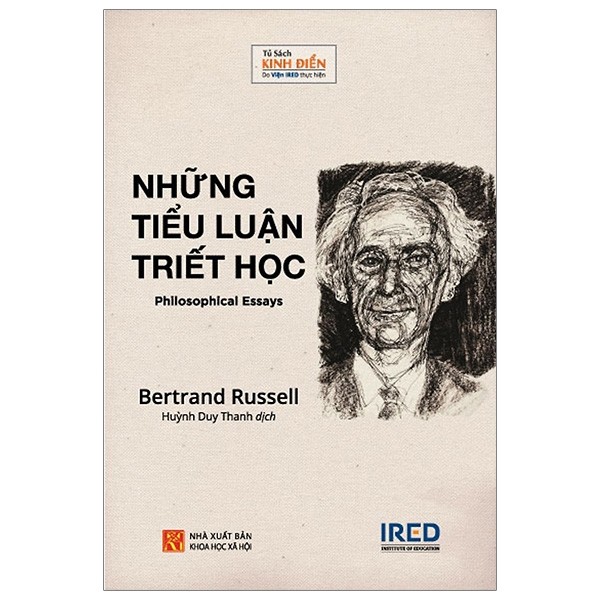 Tủ Sách
KINH ĐIỂN
Do Viện IRED thực hiện
NHỮNG
TIỂU LUẬN
TRIẾT HỌC
Philosophical Essays
Bertrand Russell
Huỳnh Duy Thanh dịch
NHÀ XUẤT BẢN
KHOA HỌC XÃ HỘI
IRED
INSTITUTE OF EDUCATION